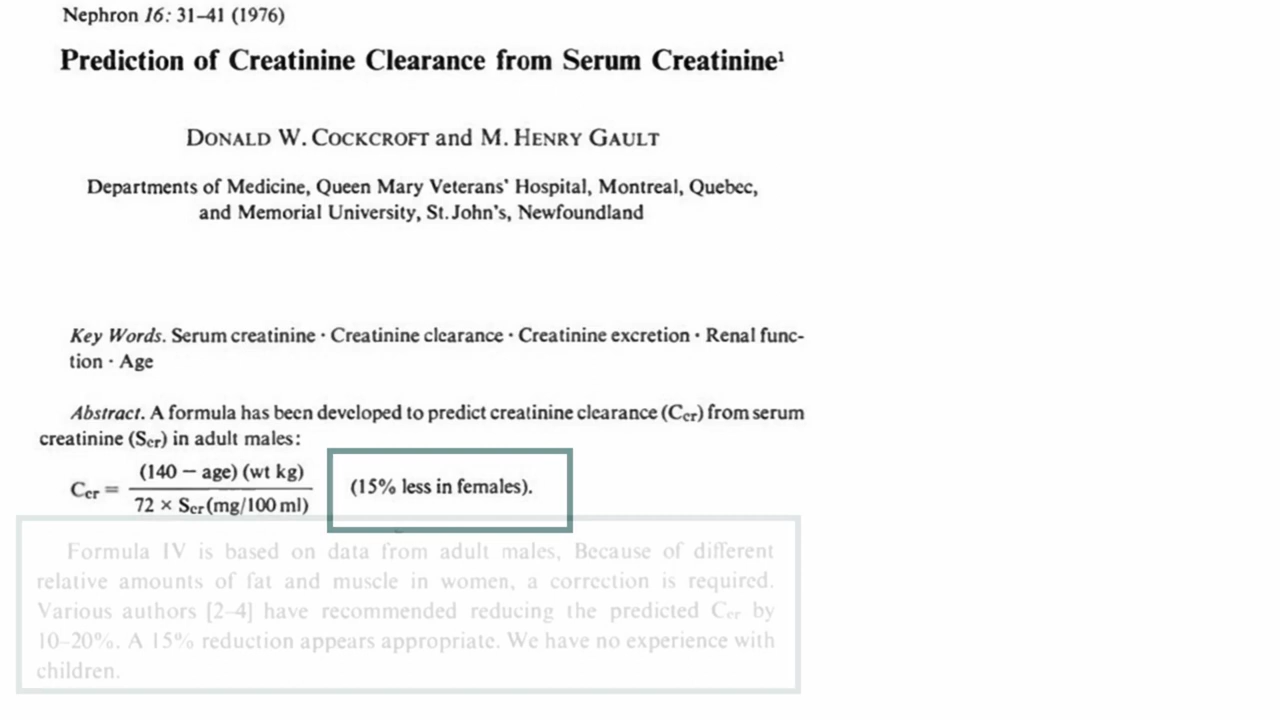 Nephron 16: 31–41 (1976)
Prediction of Creatinine Clearance from Serum Creatinine¹
DONALD W. COCKCROFT and M. HENRY GAULT
Departments of Medicine, Queen Mary Veterans' Hospital, Montreal, Quebec,
and Memorial University, St. John's, Newfoundland
Key Words. Serum creatinine · Creatinine clearance · Creatinine excretion · Renal func-
tion · Age
Abstract. A formula has been developed to predict creatinine clearance (Ccr) from serum
creatinine (Scr) in adult males:
(140 − age) (wt kg)
Ccr =
72 × Scr (mg/100 ml)
(15% less in females).
Formula IV is based on data from adult males, Because of different
relative amounts of fat and muscle in women, a correction is required.
Various authors [2–4] have recommended reducing the predicted Ccr by
10–20%. A 15% reduction appears appropriate. We have no experience with
children.